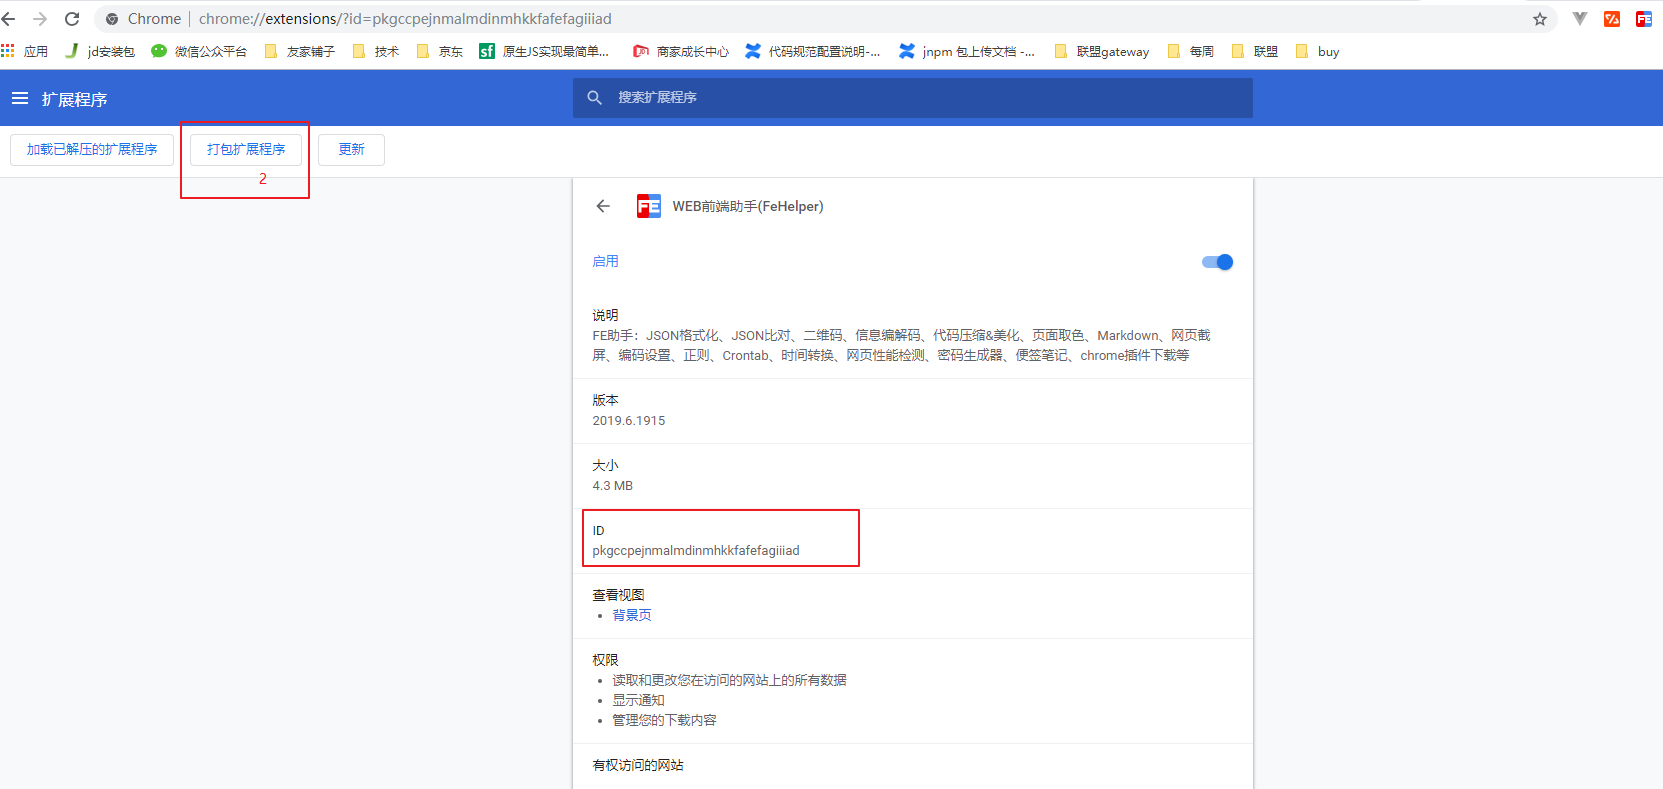 Chrome | chrome://extensions/?id=pkgccpejnmalmdinmhkkfafefagiiiad
应用 jd安装包 微信公众平台 友家铺子 技术 京东 sf 原生JS实现最简单... 商家成长中心 代码规范配置说明-... jnpm 包上传文档 -... 联盟gateway 每周 联盟 buy
扩展程序 搜索扩展程序
加载已解压的扩展程序 打包扩展程序 更新
2
FE WEB前端助手(FeHelper)
启用
说明
FE助手：JSON格式化、JSON比对、二维码、信息编解码、代码压缩&美化、页面取色、Markdown、网页截
屏、编码设置、正则、Crontab、时间转换、网页性能检测、密码生成器、便签笔记、chrome插件下载等
版本
2019.6.1915
大小
4.3 MB
ID
pkgccpejnmalmdinmhkkfafefagiiiad
查看视图
• 背景页
权限
• 读取和更改您在访问的网站上的所有数据
• 显示通知
• 管理您的下载内容
有权访问的网站